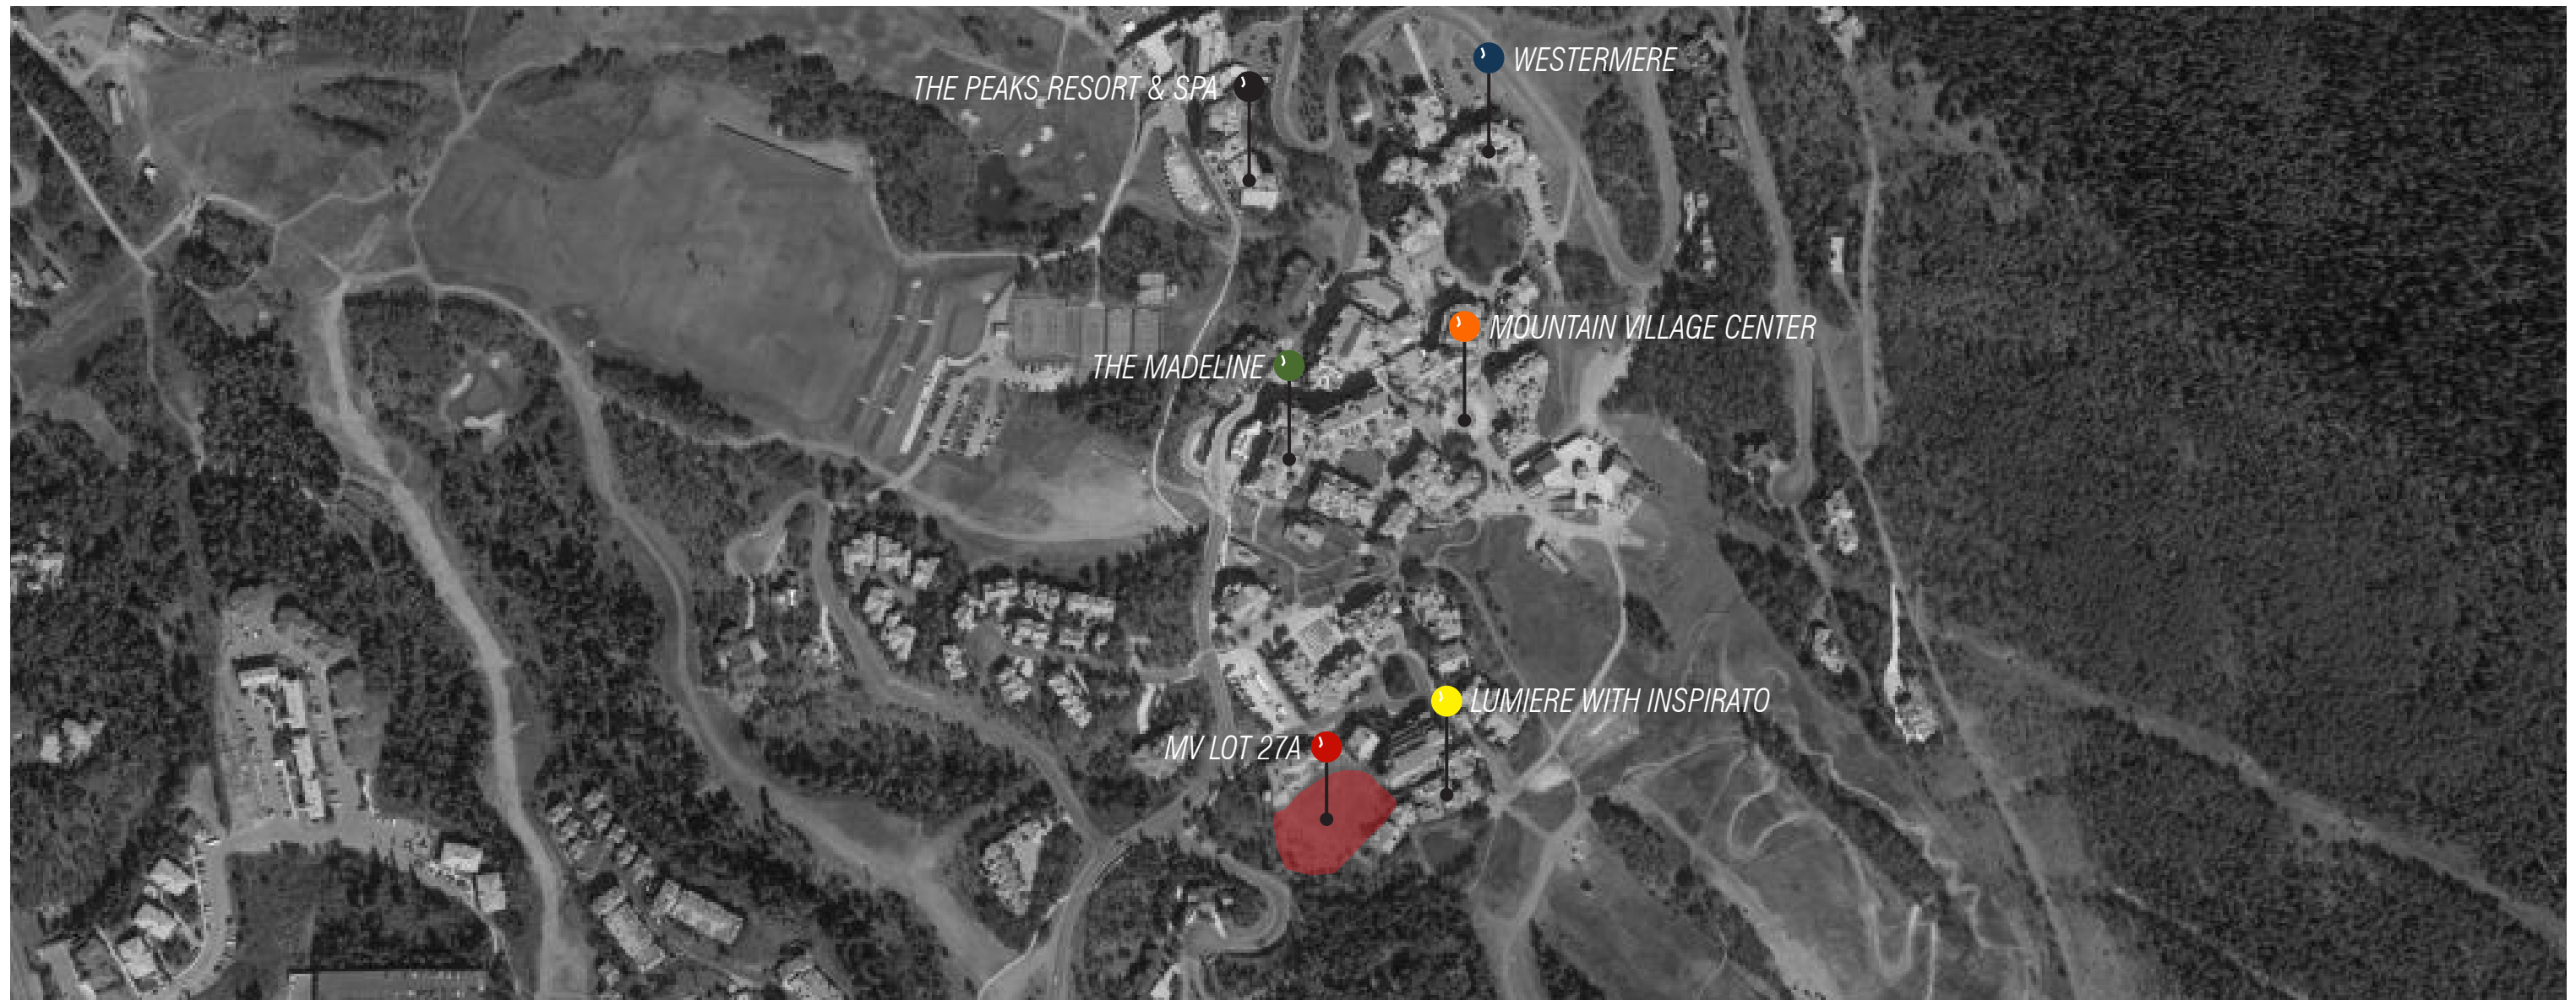 WESTERMERE
THE PEAKS RESORT & SPA
MOUNTAIN VILLAGE CENTER
THE MADELINE
LUMIERE WITH INSPIRATO
MV LOT 27A